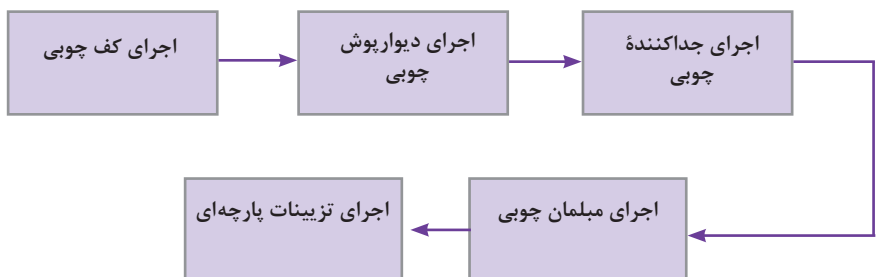 اجرای کف چوبی
اجرای دیوارپوش
چوبی
اجرای جداکنندهٔ
چوبی
اجرای مبلمان چوبی
اجرای تزیینات پارچه‌ای